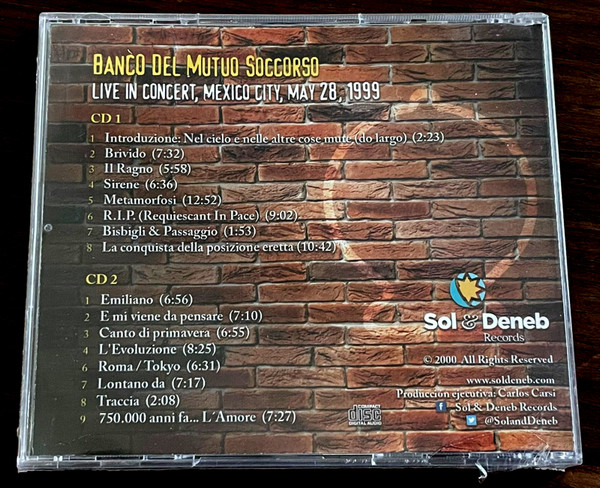 BANCO DEL MUTUO SOCCORSO
LIVE IN CONCERT, MEXICO CITY, MAY 28, 1999
CD 1
1 Introduzione: Nel cielo e nelle altre cose mute (do largo) (2:23)
2 Brivido (7:32)
3 Il Ragno (5:58)
4 Sirene (6:36)
5 Metamorfosi (12:52)
6 R.I.P. (Requiescant In Pace) (9:02)
7 Bisbigli & Passaggio (1:53)
8 La conquista della posizione eretta (10:42)
CD 2
1 Emiliano (6:56)
2 E mi viene da pensare (7:10)
3 Canto di primavera (6:55)
4 L'Evoluzione (8:25)
6 Roma / Tokyo (6:31)
7 Lontano da (7:17)
8 Traccia (2:08)
9 750.000 anni fa... L´Amore (7:27)
Sol & Deneb
Records
© 2000. All Rights Reserved
www.soldeneb.com
Producción ejecutiva: Carlos Carsi
f Sol & Deneb Records
@SolandDeneb
COMPACT
disc
DIGITAL AUDIO